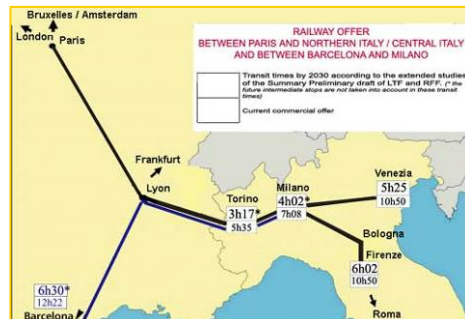 Bruxelles / Amsterdam
London
Paris
RAILWAY OFFER
BETWEEN PARIS AND NORTHERN ITALY / CENTRAL ITALY
AND BETWEEN BARCELONA AND MILANO
Transit times by 2030 according to the extended studies
of the Summary Preliminary draft of LTF and RFF. (* the
future intermediate stops are not taken into account in these transit
times)
Current commercial offer
Frankfurt
Lyon
Torino
3h17*
5h35
Milano
4h02*
7h08
Venezia
5h25
10h50
Bologna
Firenze
6h02
10h50
Roma
6h30*
12h22
Barcelona